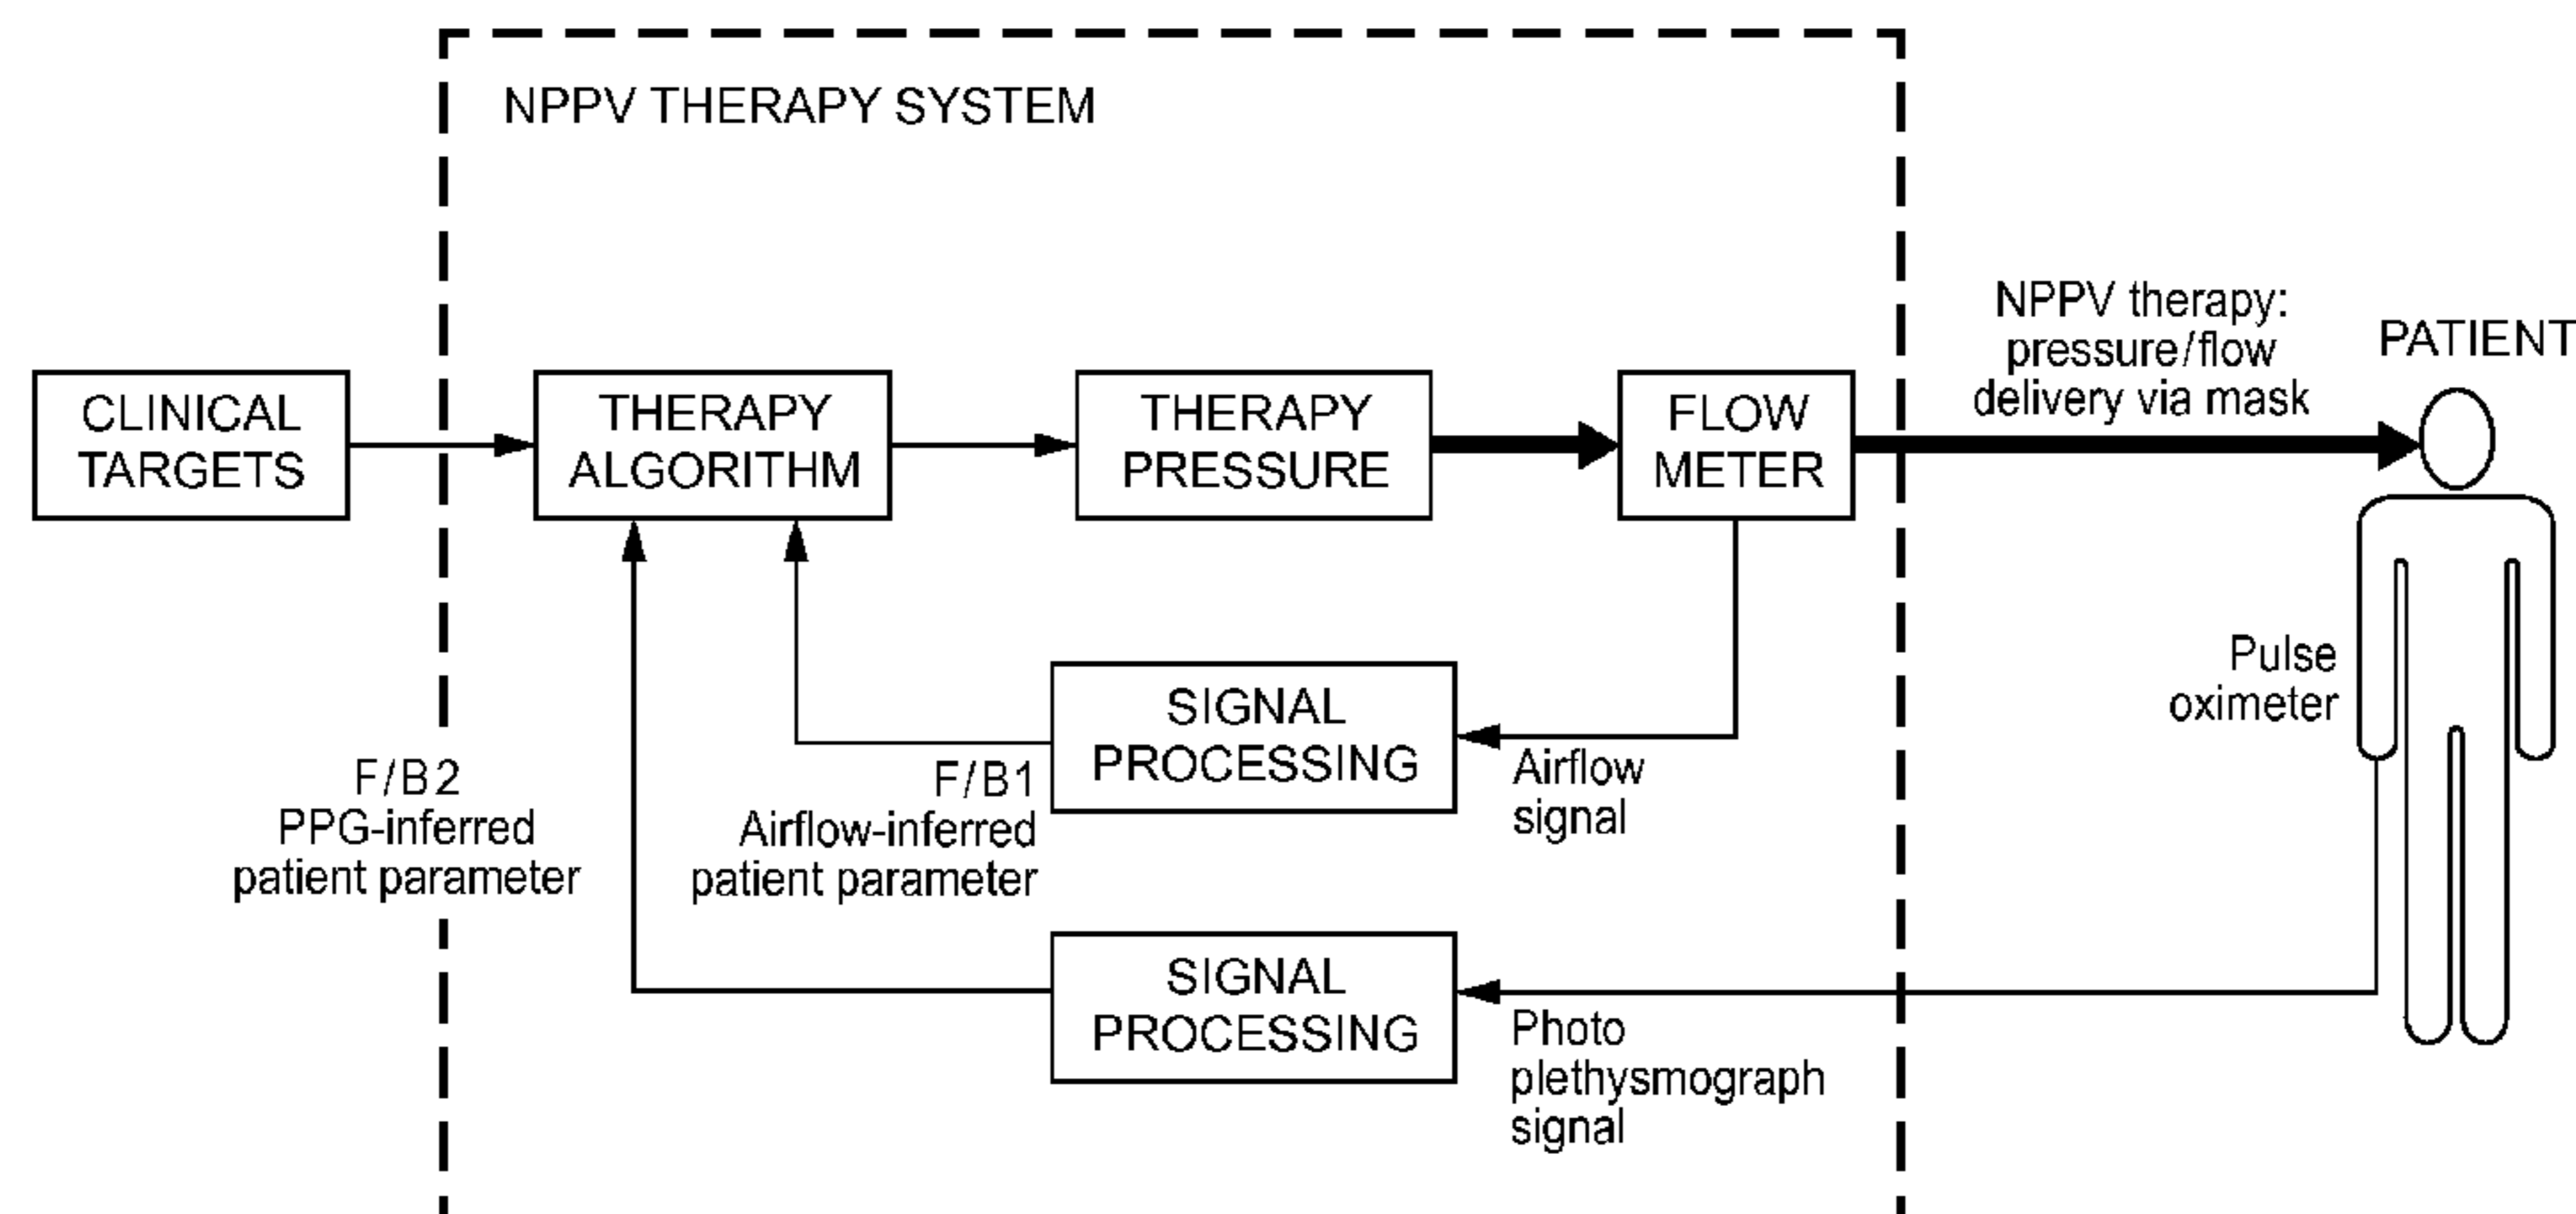 NPPV THERAPY SYSTEM
NPPV therapy:
pressure/flow
delivery via mask
PATIENT
CLINICAL
TARGETS
THERAPY
ALGORITHM
THERAPY
PRESSURE
FLOW
METER
Pulse
oximeter
SIGNAL
PROCESSING
Airflow
signal
F/B1
Airflow-inferred
patient parameter
F/B2
PPG-inferred
patient parameter
SIGNAL
PROCESSING
Photo
plethysmograph
signal